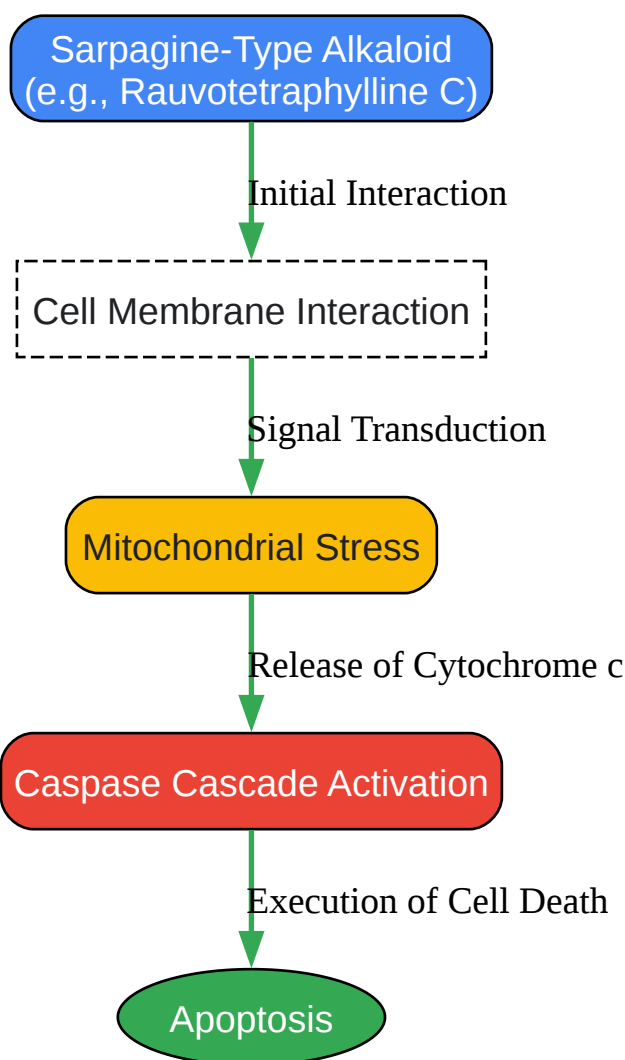 Sarpagine-Type Alkaloid
(e.g., Rauvotetraphylline C)
Initial Interaction
Cell Membrane Interaction
Signal Transduction
Mitochondrial Stress
Release of Cytochrome c
Caspase Cascade Activation
Execution of Cell Death
Apoptosis